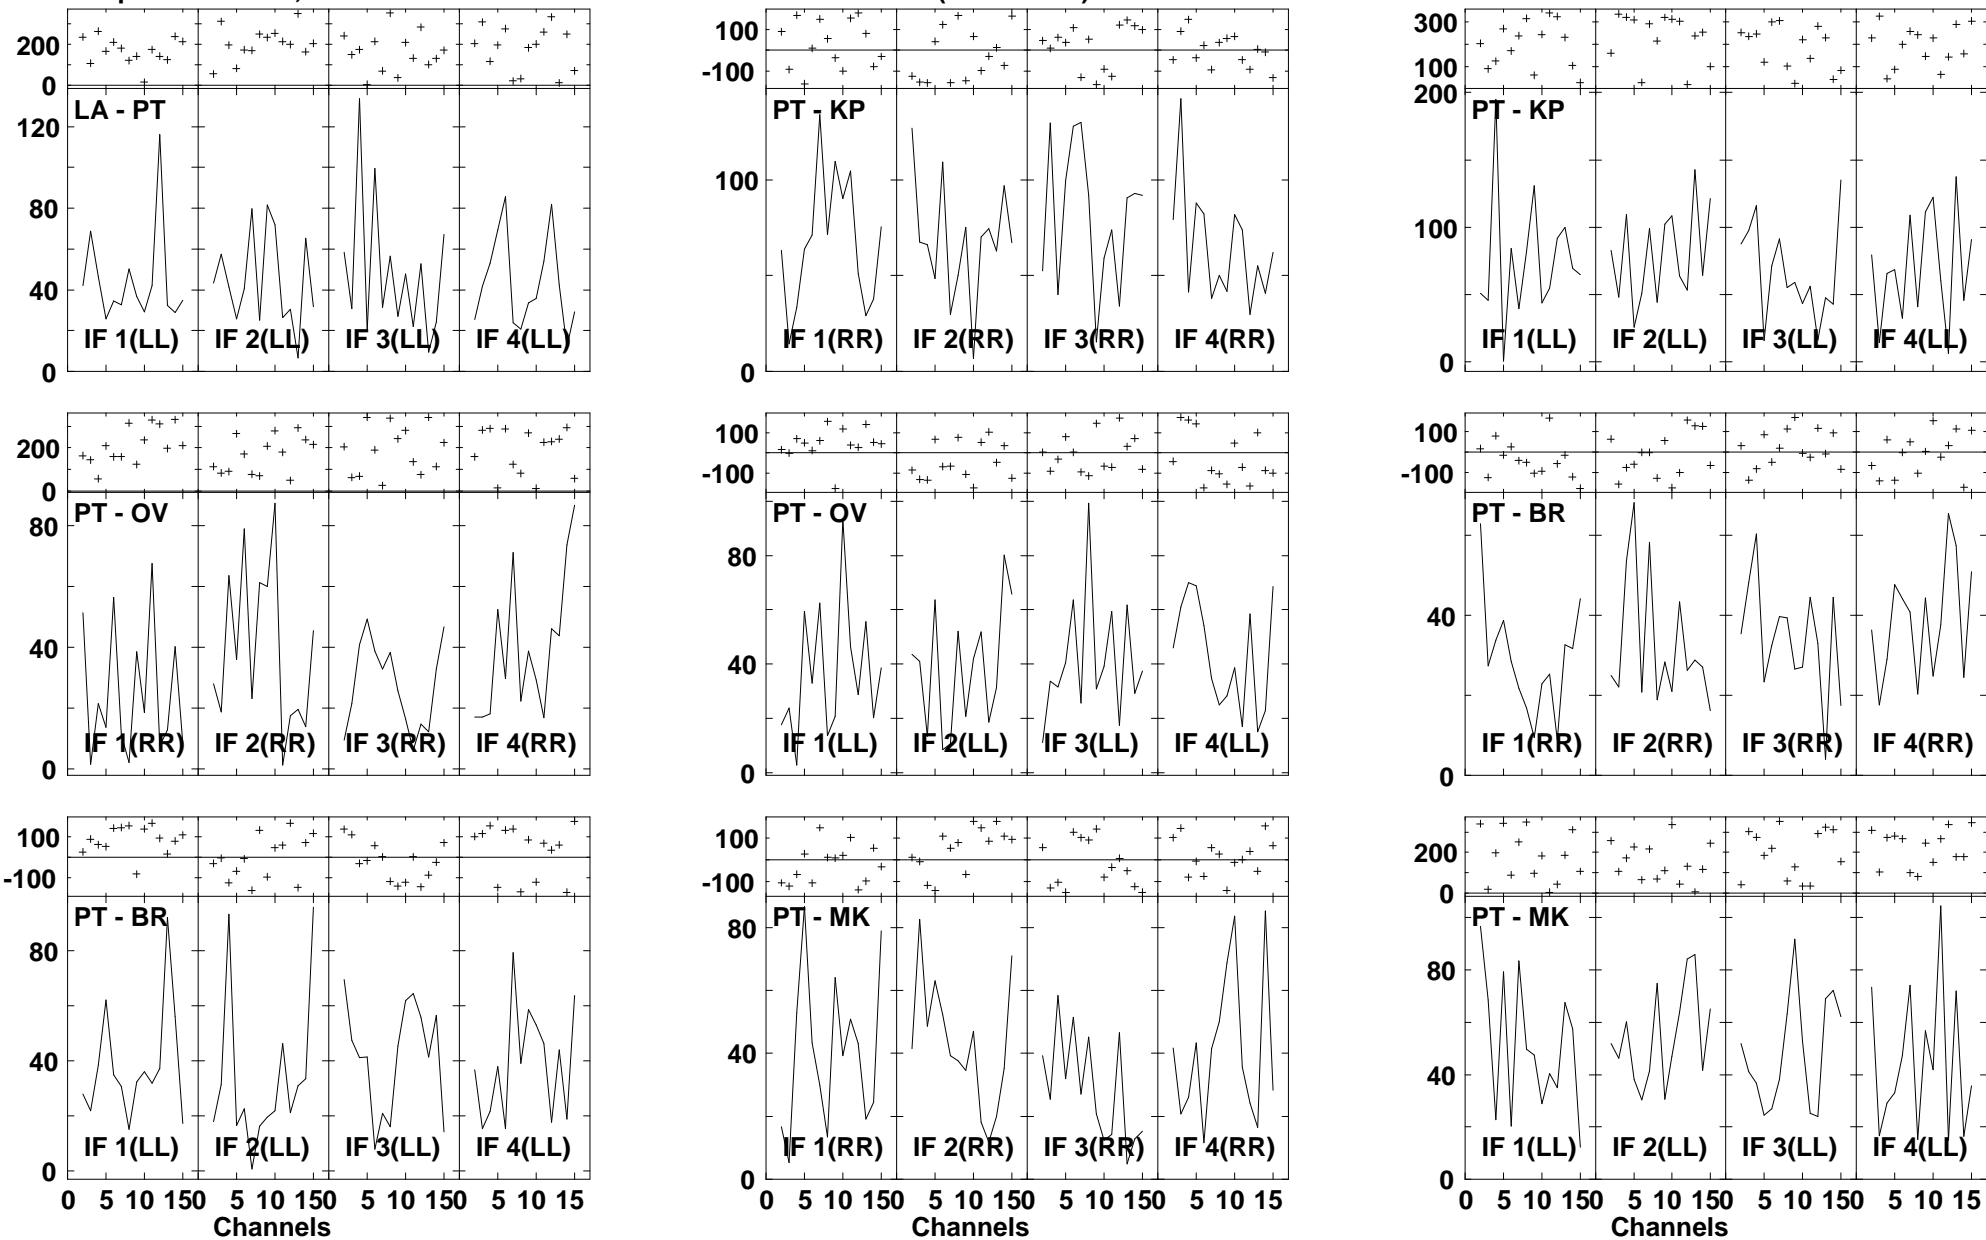 200 100 300
0 -100 100
LA - PT PT - KP 200 PT - KP
120
100
80
100
40
IF 1(LL) IF 2(LL) IF 3(LL) IF 4(LL) IF 1(RR) IF 2(RR) IF 3(RR) IF 4(RR) IF 1(LL) IF 2(LL) IF 3(LL) IF 4(LL)
0 0 0
200 100 100
0 -100 -100
PT - OV PT - OV PT - BR
80 80
40 40 40
IF 1(RR) IF 2(RR) IF 3(RR) IF 4(RR) IF 1(LL) IF 2(LL) IF 3(LL) IF 4(LL) IF 1(RR) IF 2(RR) IF 3(RR) IF 4(RR)
0 0 0
100 100 200
-100 -100 0
PT - BR PT - MK PT - MK
80 80 80
40 40 40
IF 1(LL) IF 2(LL) IF 3(LL) IF 4(LL) IF 1(RR) IF 2(RR) IF 3(RR) IF 4(RR) IF 1(LL) IF 2(LL) IF 3(LL) IF 4(LL)
0 0 0
0 5 10 150 5 10 150 5 10 150 5 10 15 0 5 10 150 5 10 150 5 10 150 5 10 15 0 5 10 150 5 10 150 5 10 150 5 10 15
Channels Channels Channels